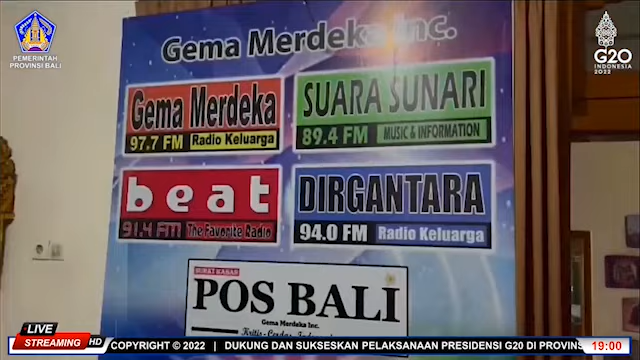 PEMERINTAH
PROVINSI BALI
G20
INDONESIA
2022
Gema Merdeka Inc.
Gema Merdeka
97.7 FM Radio Keluarga
SUARA SUNARI
89.4 FM MUSIC & INFORMATION
beat
91.4 FM The Favorite Radio
DIRGANTARA
94.0 FM Radio Keluarga
SURAT KABAR
POS BALI
Gema Merdeka Inc.
Kritis - Cerdas
LIVE
STREAMING HD
COPYRIGHT © 2022 | DUKUNG DAN SUKSESKAN PELAKSANAAN PRESIDENSI G20 DI PROVINS
19:00